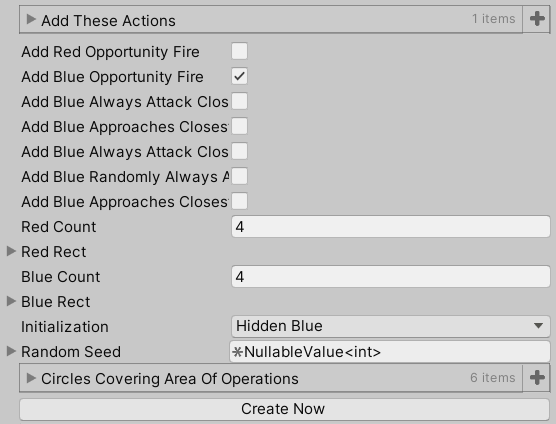 Add These Actions 1 items
Add Red Opportunity Fire
Add Blue Opportunity Fire
Add Blue Always Attack Clos
Add Blue Approaches Closes
Add Blue Always Attack Clos
Add Blue Randomly Always A
Add Blue Approaches Closes
Red Count 4
Red Rect
Blue Count 4
Blue Rect
Initialization Hidden Blue
Random Seed NullableValue<int>
Circles Covering Area Of Operations 6 items
Create Now